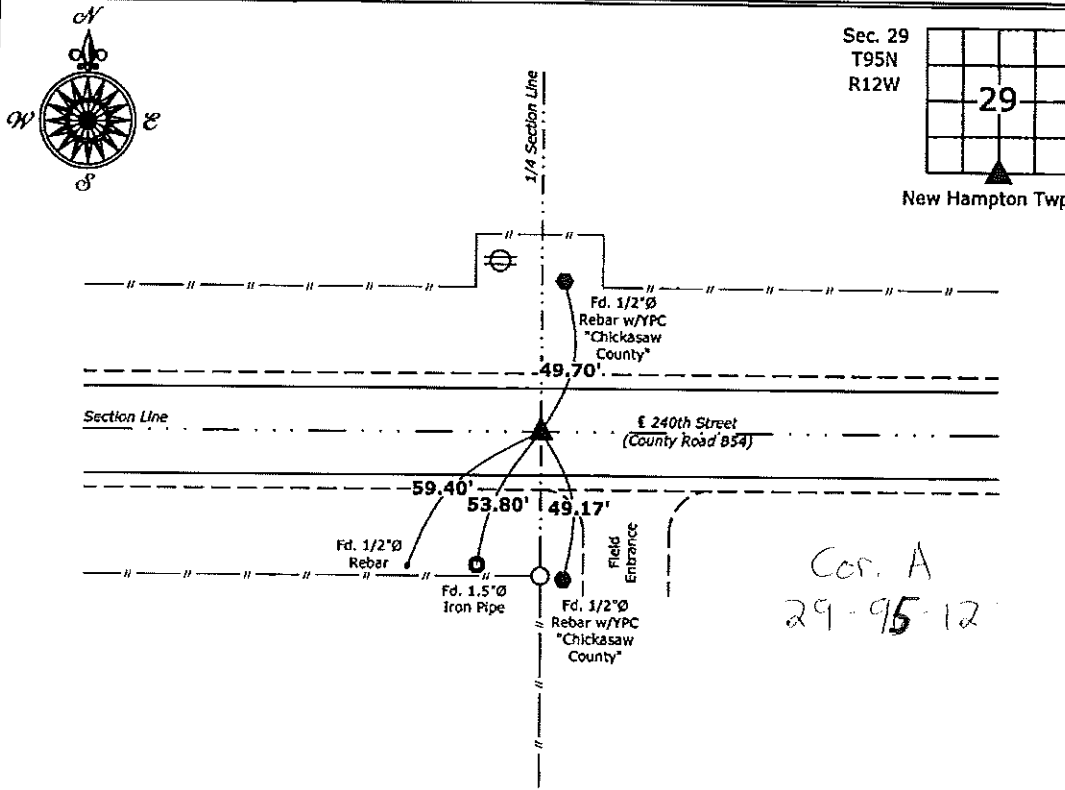 N
W
E
S
Sec. 29
T95N
R12W
29
New Hampton Twp
1/4 Section Line
Fd. 1/2"Ø
Rebar w/YPC
"Chickasaw
County"
49.70'
Section Line
℄ 240th Street
(County Road B54)
59.40'
53.80'
49.17'
Fd. 1/2"Ø
Rebar
Fd. 1.5"Ø
Iron Pipe
Fd. 1/2"Ø
Rebar w/YPC
"Chickasaw
County"
Field
Entrance
Cor. A
29-95-12